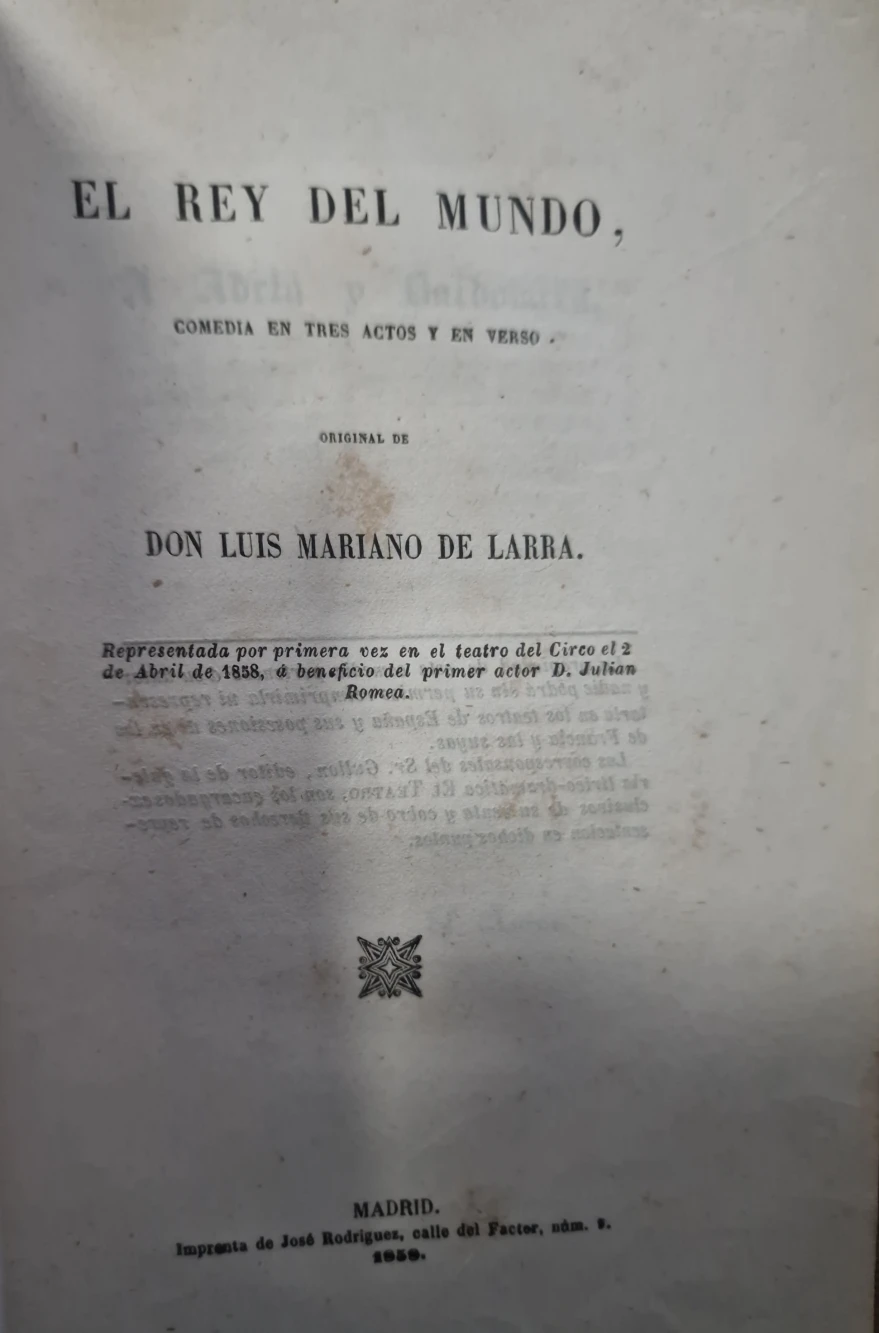 EL REY DEL MUNDO,
COMEDIA EN TRES ACTOS Y EN VERSO.
ORIGINAL DE
DON LUIS MARIANO DE LARRA.
Representada por primera vez en el teatro del Circo el 2
de Abril de 1858, á beneficio del primer actor D. Julian
Romea.
MADRID.
Imprenta de José Rodriguez, calle del Factor, núm. 9.